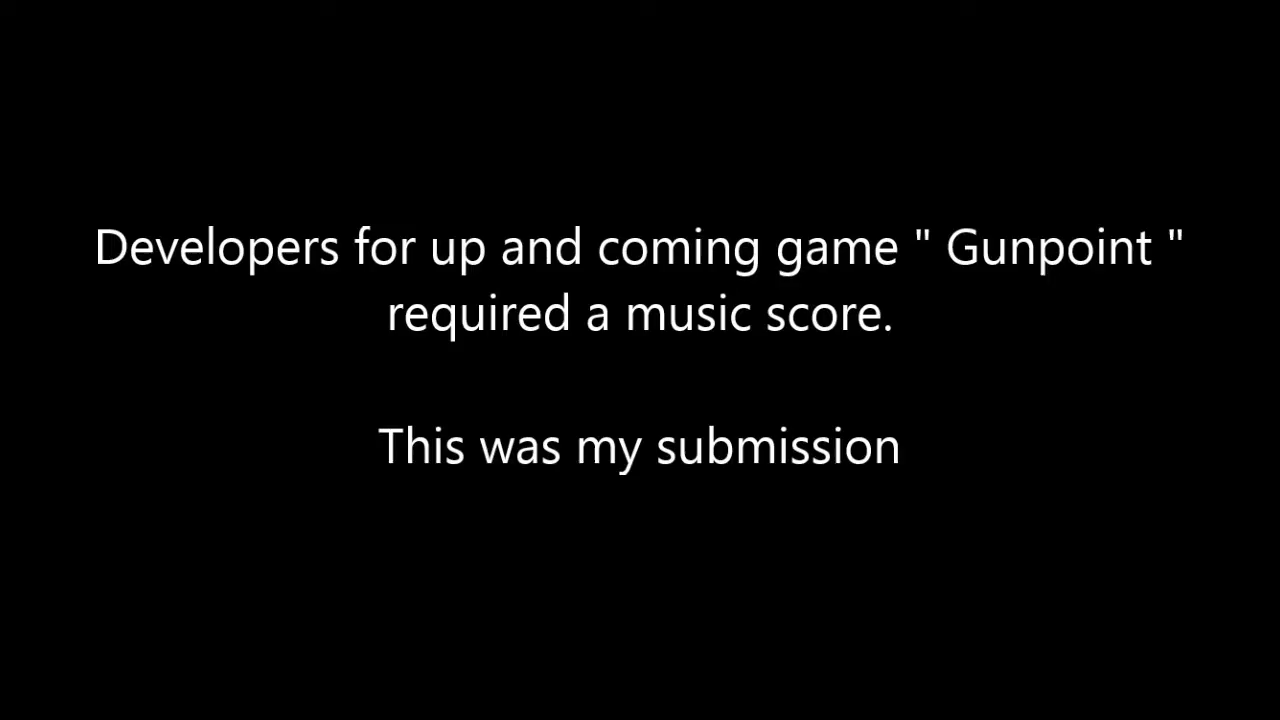 Developers for up and coming game " Gunpoint "
required a music score.
This was my submission